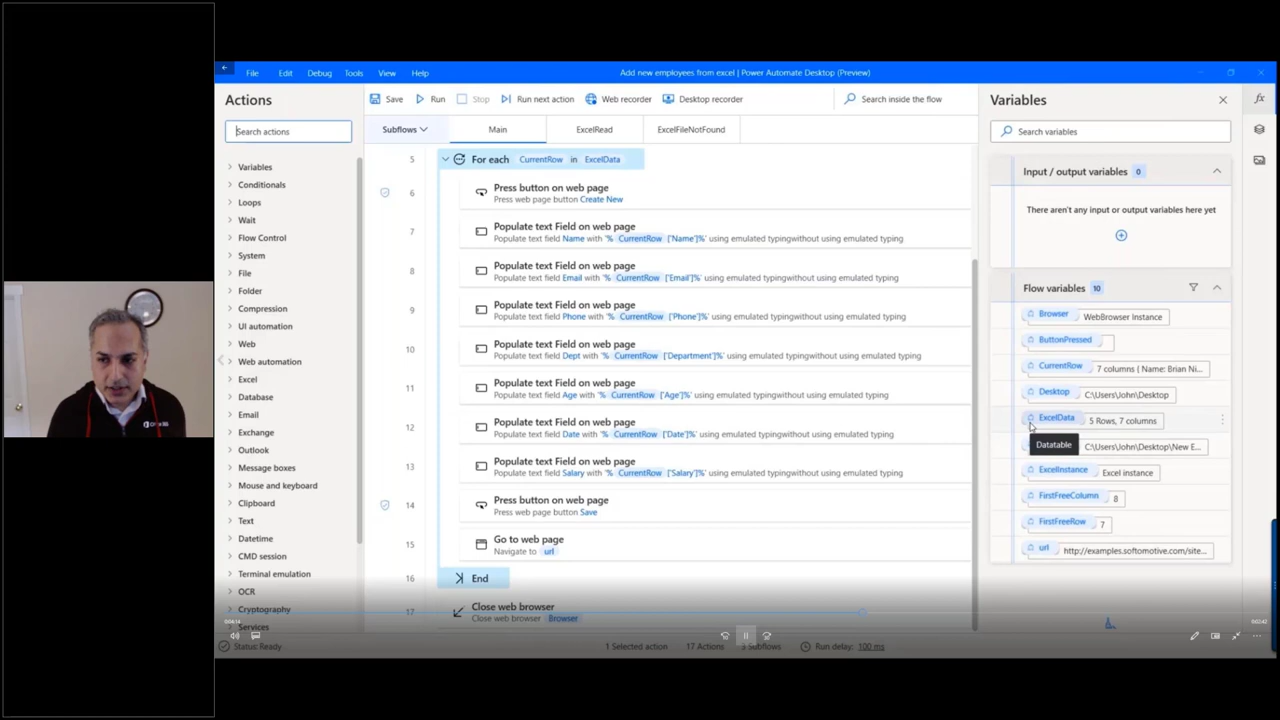 File Edit Debug Tools View Help
Add new employees from excel | Power Automate Desktop (Preview)
Actions
Search actions
Variables
Conditionals
Loops
Wait
Flow Control
System
File
Folder
Compression
UI automation
Web
Web automation
Excel
Database
Email
Exchange
Outlook
Message boxes
Mouse and keyboard
Clipboard
Text
Datetime
CMD session
Terminal emulation
OCR
Cryptography
Services
Save Run Stop Run next action Web recorder Desktop recorder Search inside the flow
Subflows Main ExcelRead ExcelFileNotFound
5 For each CurrentRow in ExcelData
6 Press button on web page
Press web page button Create New
7 Populate text Field on web page
Populate text field Name with '% CurrentRow ['Name']% using emulated typingwithout using emulated typing
8 Populate text Field on web page
Populate text field Email with '% CurrentRow ['Email']% using emulated typingwithout using emulated typing
9 Populate text Field on web page
Populate text field Phone with '% CurrentRow ['Phone']% using emulated typingwithout using emulated typing
10 Populate text Field on web page
Populate text field Dept with '% CurrentRow ['Department']% using emulated typingwithout using emulated typing
11 Populate text Field on web page
Populate text field Age with '% CurrentRow ['Age']% using emulated typingwithout using emulated typing
12 Populate text Field on web page
Populate text field Date with '% CurrentRow ['Date']% using emulated typingwithout using emulated typing
13 Populate text Field on web page
Populate text field Salary with '% CurrentRow ['Salary']% using emulated typingwithout using emulated typing
14 Press button on web page
Press web page button Save
15 Go to web page
Navigate to url
16 End
17 Close web browser
Close web browser Browser
Variables
Search variables
Input / output variables 0
There aren't any input or output variables here yet
Flow variables 10
Browser WebBrowser Instance
ButtonPressed
CurrentRow 7 columns ( Name: Brian Ni...
Desktop C:\Users\John\Desktop
ExcelData 5 Rows, 7 columns
Datatable C:\Users\John\Desktop\New E...
ExcelInstance Excel instance
FirstFreeColumn 8
FirstFreeRow 7
url http://examples.softomotive.com/site...
Status: Ready 1 Selected action 17 Actions 3 Subflows Run delay: 100 ms